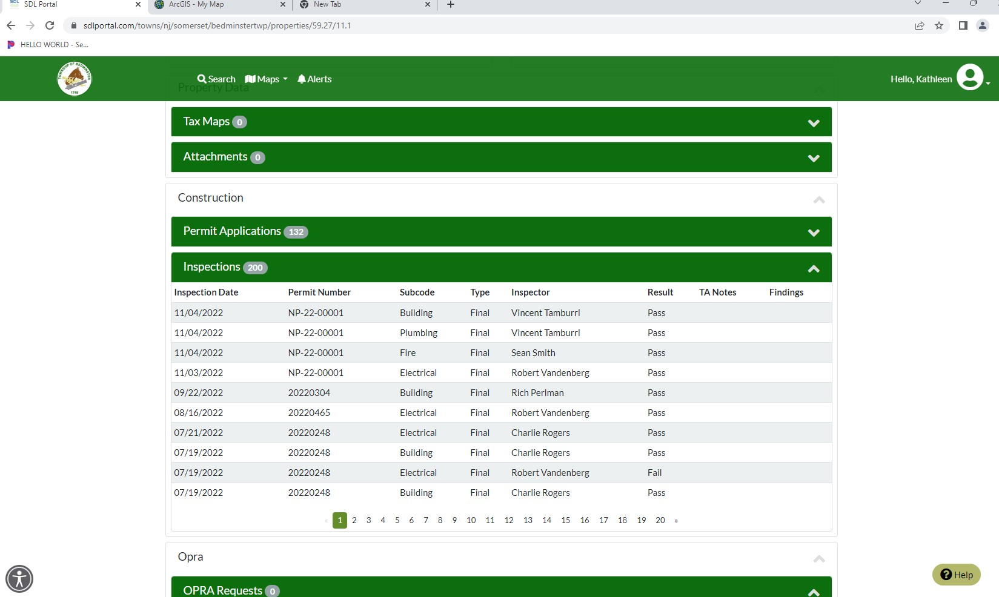 SDL
SDL Portal
ArcGIS - My Map
New Tab
sdlportal.com/towns/nj/somerset/bedminstertwp/properties/59.27/11.1
HELLO WORLD - Se...
TOWNSHIP OF BEDMINSTER
1749
Search
Maps
Alerts
Hello, Kathleen
Property Data
Tax Maps 0
Attachments 0
Construction
Permit Applications 132
Inspections 200
Inspection Date Permit Number Subcode Type Inspector Result TA Notes Findings
11/04/2022 NP-22-00001 Building Final Vincent Tamburri Pass
11/04/2022 NP-22-00001 Plumbing Final Vincent Tamburri Pass
11/04/2022 NP-22-00001 Fire Final Sean Smith Pass
11/03/2022 NP-22-00001 Electrical Final Robert Vandenberg Pass
09/22/2022 20220304 Building Final Rich Perlman Pass
08/16/2022 20220465 Electrical Final Robert Vandenberg Pass
07/21/2022 20220248 Electrical Final Charlie Rogers Pass
07/19/2022 20220248 Building Final Charlie Rogers Pass
07/19/2022 20220248 Electrical Final Robert Vandenberg Fail
07/19/2022 20220248 Building Final Charlie Rogers Pass
« 1 2 3 4 5 6 7 8 9 10 11 12 13 14 15 16 17 18 19 20 »
Opra
OPRA Requests 0
Help